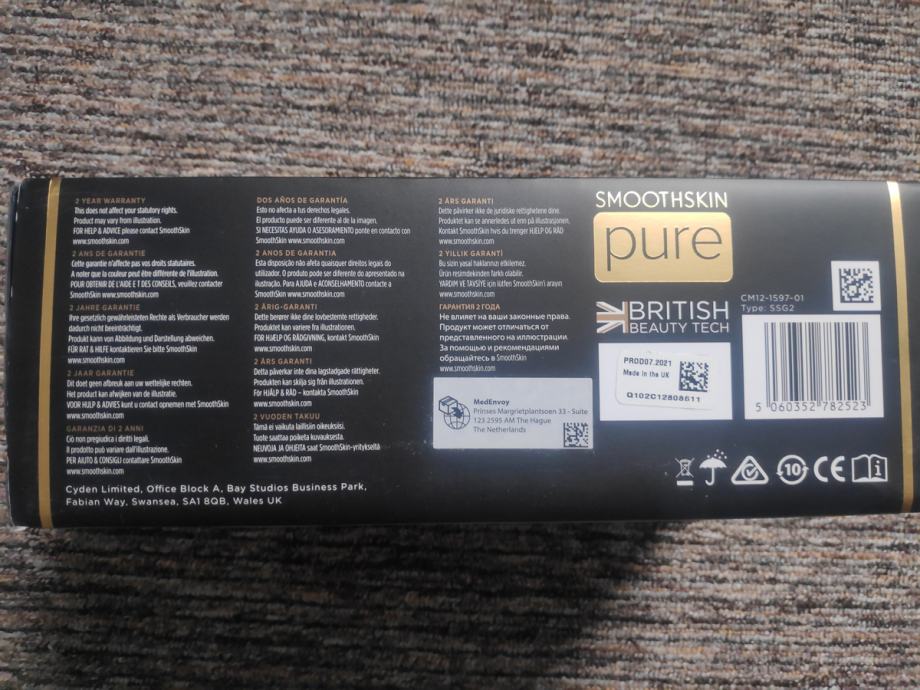 2 YEAR WARRANTY
This does not affect your statutory rights.
Product may vary from illustration.
FOR HELP & ADVICE please contact SmoothSkin
www.smoothskin.com
2 ANS DE GARANTIE
Cette garantie n'affecte pas vos droits statutaires.
A noter que la couleur peut être différente de l'illustration.
POUR OBTENIR DE L'AIDE E T DES CONSEILS, veuillez contacter
SmoothSkin www.smoothskin.com
2 JAHRE GARANTIE
Ihre gesetzlich gewährleisteten Rechte als Verbraucher werden
dadurch nicht beeinträchtigt.
Produkt kann von Abbildung und Darstellung abweichen.
FÜR RAT & HILFE kontaktieren Sie bitte SmoothSkin
www.smoothskin.com
2 JAAR GARANTIE
Dit doet geen afbreuk aan uw wettelijke rechten.
Het product kan afwijken van de illustratie.
VOOR HULP & ADVIES kunt u contact opnemen met SmoothSkin
www.smoothskin.com
GARANZIA DI 2 ANNI
Ciò non pregiudica i diritti legali.
Il prodotto può variare dall'illustrazione.
PER AIUTO & CONSIGLI contattare SmoothSkin
www.smoothskin.com
DOS AÑOS DE GARANTÍA
Esto no afecta a tus derechos legales.
El producto puede ser diferente al de la imagen.
SI NECESITAS AYUDA O ASESORAMIENTO ponte en contacto con
SmoothSkin www.smoothskin.com
2 ANOS DE GARANTIA
Esta disposição não afeta quaisquer direitos legais do
utilizador. O produto pode ser diferente do apresentado na
ilustração. Para AJUDA e ACONSELHAMENTO contacte a
SmoothSkin www.smoothskin.com
2 ÅRIG-GARANTI
Dette berører ikke dine lovbestemte rettigheder.
Produktet kan variere fra illustrationen.
FOR HJÆLP OG RÅDGIVNING, kontakt SmoothSkin
www.smoothskin.com
2 ÅRS GARANTI
Detta påverkar inte dina lagstadgade rättigheter.
Produkten kan skilja sig från illustrationen.
För HJÄLP & RÅD – kontakta SmoothSkin
www.smoothskin.com
2 VUODEN TAKUU
Tämä ei vaikuta laillisiin oikeuksiisi.
Tuote saattaa poiketa kuvauksesta.
NEUVOJA JA OHJEITA saat SmoothSkin-yritykseltä
www.smoothskin.com
2 ÅRS GARANTI
Dette påvirker ikke de juridiske rettighetene dine.
Produktet kan se annerledes ut enn på illustrasjonen.
Kontakt SmoothSkin hvis du trenger HJELP OG RÅD
www.smoothskin.com
2 YILLIK GARANTİ
Bu sizin yasal haklarınızı etkilemez.
Ürün resimdekinden farklı olabilir.
YARDIM VE TAVSİYE için lütfen SmoothSkin'i arayın
www.smoothskin.com
ГАРАНТИЯ 2 ГОДА
Не влияет на ваши законные права.
Продукт может отличаться от
представленного на иллюстрации.
За помощью и рекомендациями
обращайтесь в SmoothSkin
www.smoothskin.com
MedEnvoy
Prinses Margrietplantsoen 33 - Suite
123 2595 AM The Hague
The Netherlands
Cyden Limited, Office Block A, Bay Studios Business Park,
Fabian Way, Swansea, SA1 8QB, Wales UK
SMOOTHSKIN
pure
BRITISH
BEAUTY TECH
CM12-1597-01
Type: SSG2
PROD07.2021
Made in the UK
Q102C12808611
5 060352 782523
10
CE